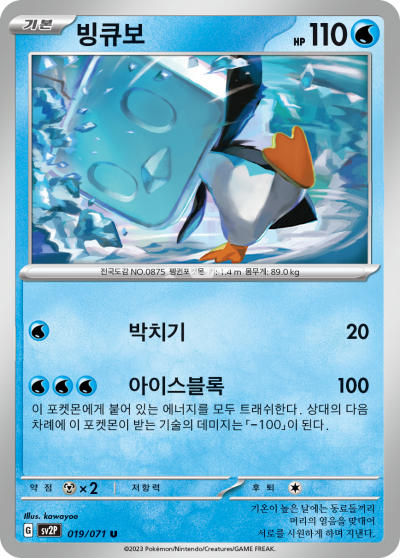 기본 빙큐보 HP 110
전국도감 NO.0875 펭귄포켓몬 키: 1.4 m 몸무게: 89.0 kg
박치기 20
아이스블록 100
이 포켓몬에게 붙어 있는 에너지를 모두 트래쉬한다. 상대의 다음
차례에 이 포켓몬이 받는 기술의 데미지는 「-100」이 된다.
약점 ×2 저항력 후퇴
Illus. kawayoo
G sv2P 019/071 U
기온이 높은 날에는 동료들끼리
머리의 얼음을 맞대어
서로를 시원하게 하며 지낸다.
©2023 Pokémon/Nintendo/Creatures/GAME FREAK.